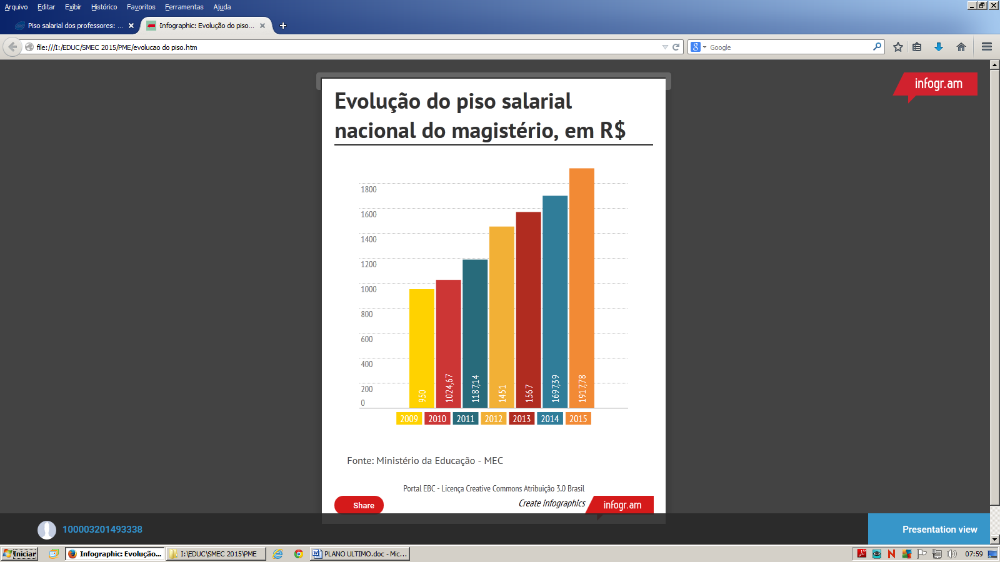 Arquivo Editar Exibir Histórico Favoritos Ferramentas Ajuda
Piso salarial dos professores: ... Infographic: Evolução do piso...
file:///I:/EDUC/SMEC 2015/PME/evolucao do piso.htm
Google
infogr.am
Evolução do piso salarial
nacional do magistério, em R$
1800
1600
1400
1200
1000
800
600
400
200
0
950 1024,67 1187,14 1451 1567 1697,39 1917,78
2009 2010 2011 2012 2013 2014 2015
Fonte: Ministério da Educação - MEC
Portal EBC - Licença Creative Commons Atribuição 3.0 Brasil
Share Create infographics infogr.am
100003201493338 Presentation view
Iniciar Infographic: Evolução... I:\EDUC\SMEC 2015\PME PLANO ULTIMO.doc - Mic... 07:59